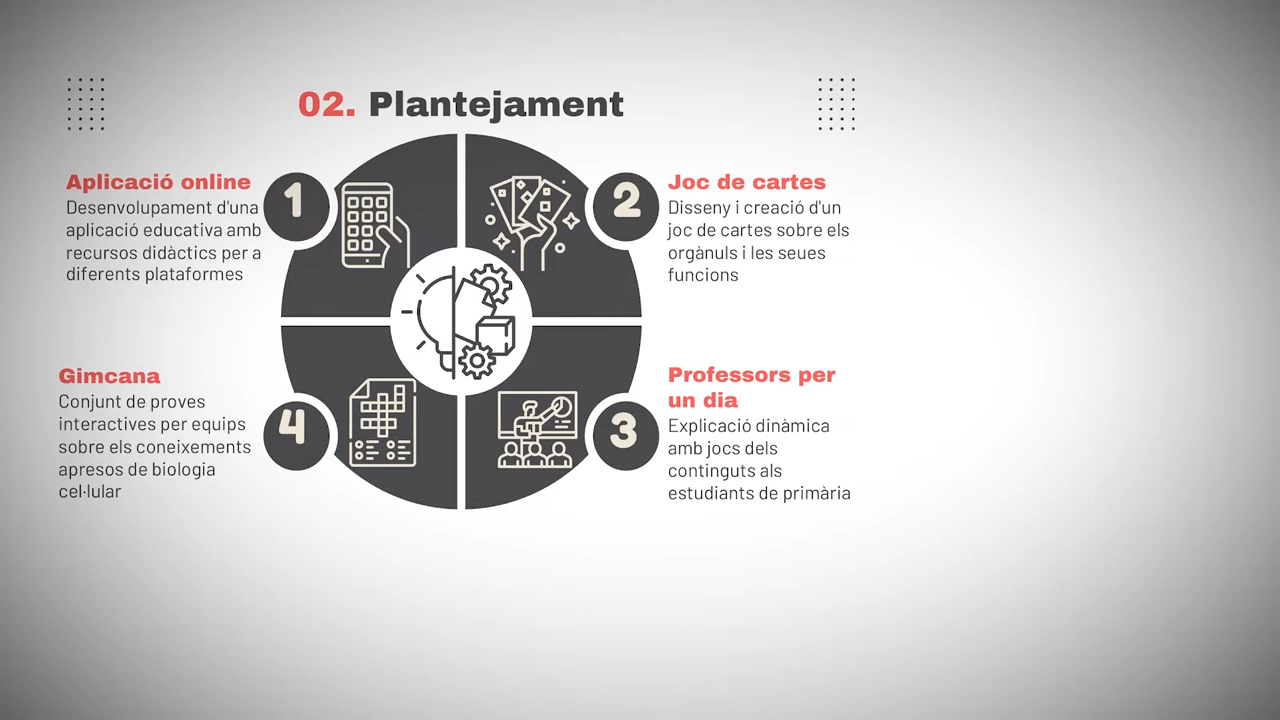 02. Plantejament
Aplicació online
Desenvolupament d'una
aplicació educativa amb
recursos didàctics per a
diferents plataformes
1
2
Joc de cartes
Disseny i creació d'un
joc de cartes sobre els
orgànuls i les seues
funcions
Gimcana
Conjunt de proves
interactives per equips
sobre els coneixements
apresos de biologia
cel·lular
4
3
Professors per
un dia
Explicació dinàmica
amb jocs dels
continguts als
estudiants de primària